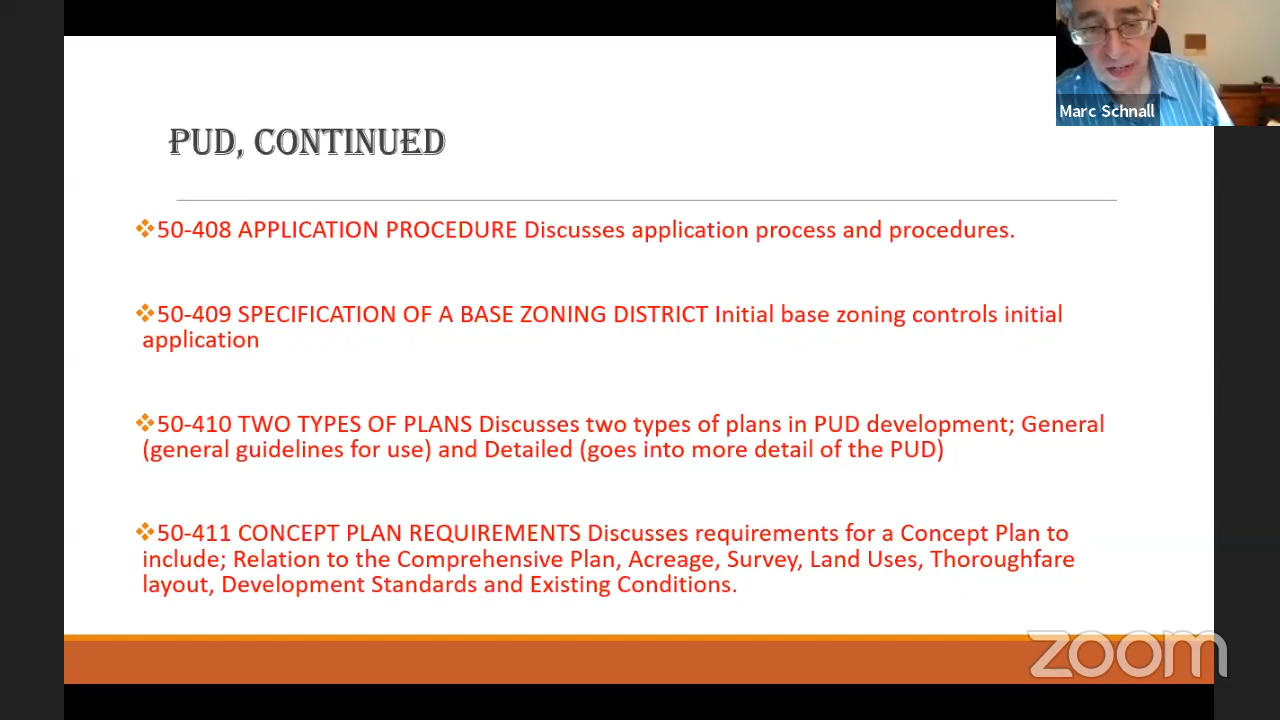 Marc Schnall
PUD, CONTINUED
❖50-408 APPLICATION PROCEDURE Discusses application process and procedures.
❖50-409 SPECIFICATION OF A BASE ZONING DISTRICT Initial base zoning controls initial
application
❖50-410 TWO TYPES OF PLANS Discusses two types of plans in PUD development; General
(general guidelines for use) and Detailed (goes into more detail of the PUD)
❖50-411 CONCEPT PLAN REQUIREMENTS Discusses requirements for a Concept Plan to
include; Relation to the Comprehensive Plan, Acreage, Survey, Land Uses, Thoroughfare
layout, Development Standards and Existing Conditions.
zoom